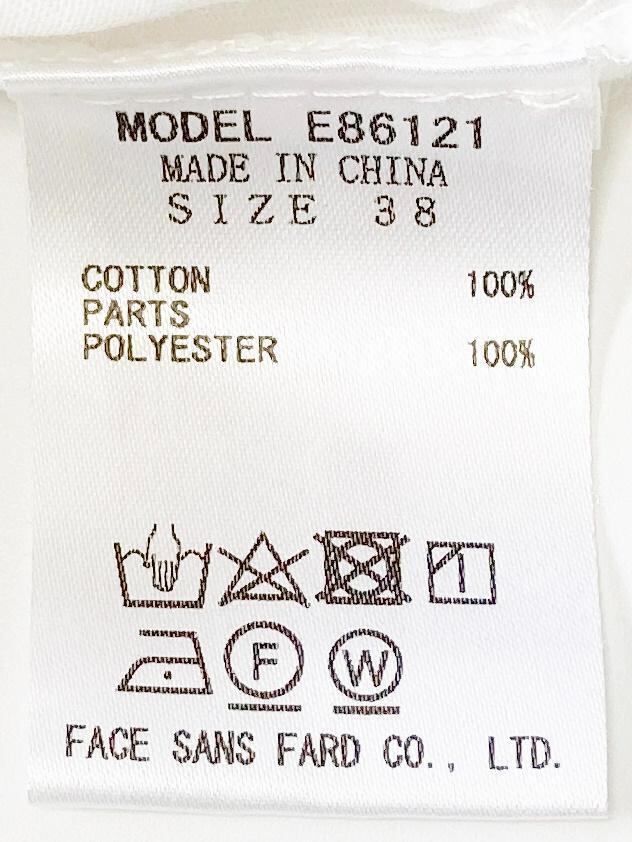 MODEL E86121
MADE IN CHINA
SIZE 38
COTTON 100%
PARTS
POLYESTER 100%
F W
FACE SANS FARD CO., LTD.